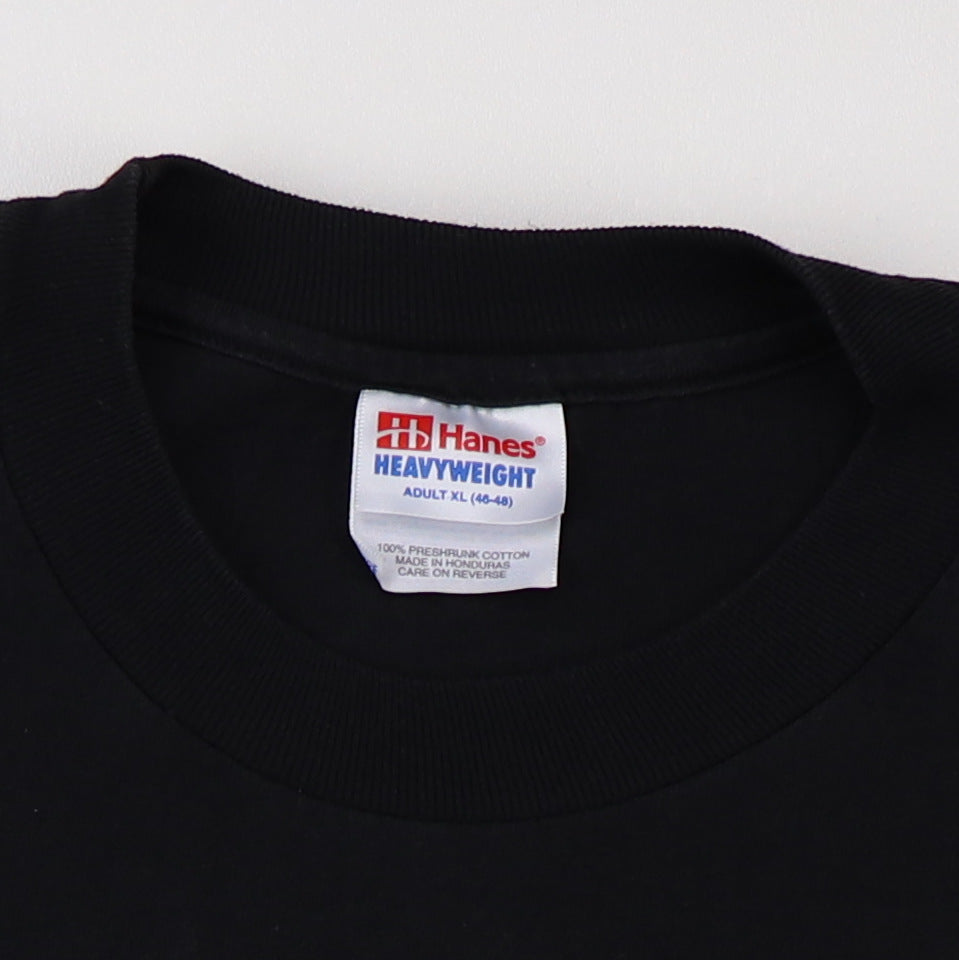 Hanes®
HEAVYWEIGHT
ADULT XL (46-48)
100% PRESHRUNK COTTON
MADE IN HONDURAS
CARE ON REVERSE